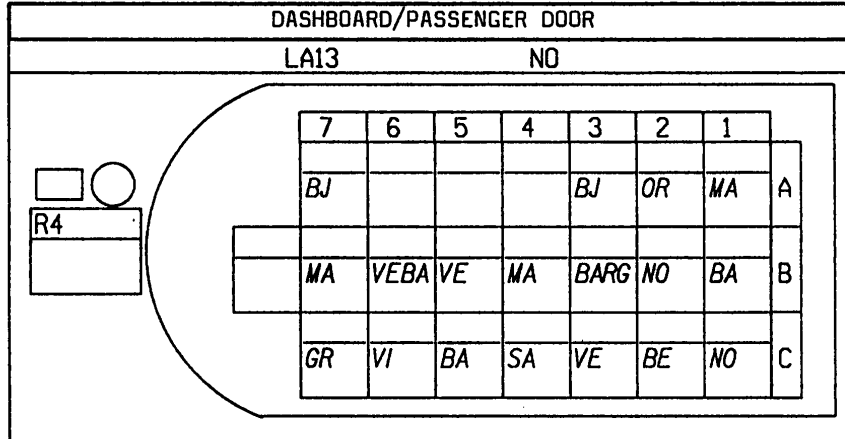 DASHBOARD/PASSENGER DOOR
LA13 NO
7 6 5 4 3 2 1
BJ BJ OR MA A
R4
MA VEBA VE MA BARG NO BA B
GR VI BA SA VE BE NO C